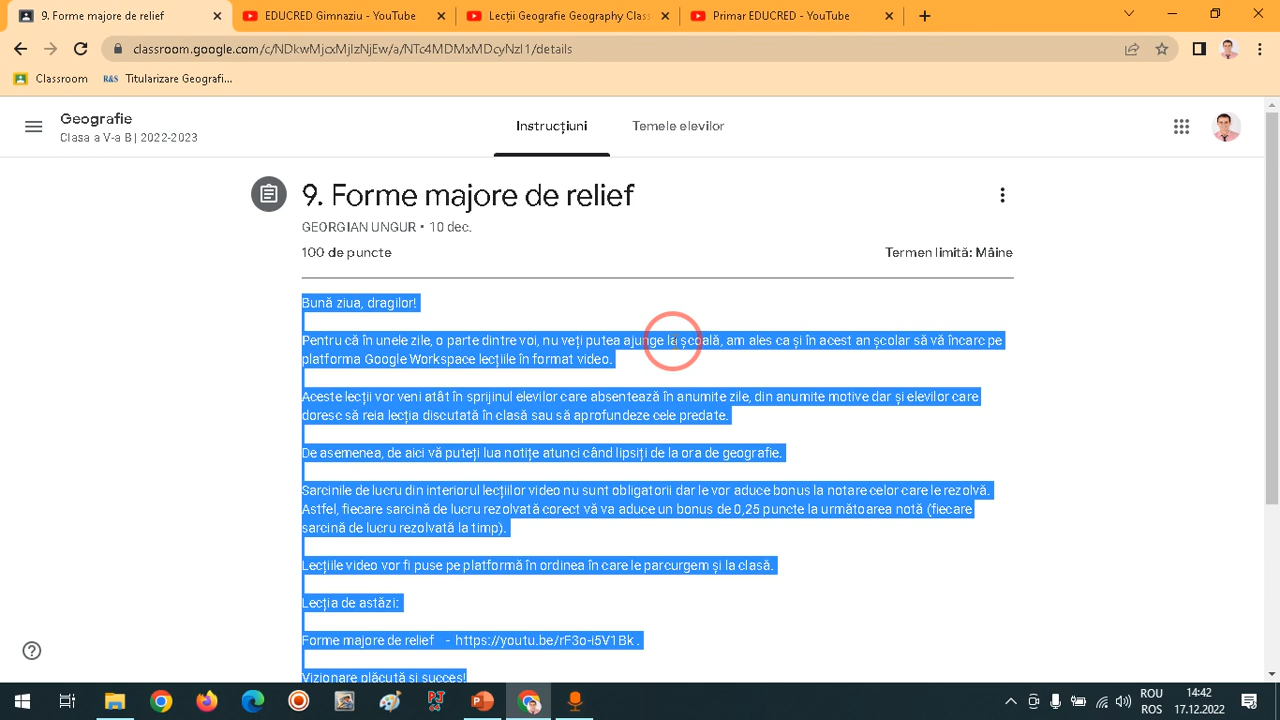 9. Forme majore de relief
EDUCRED Gimnaziu - YouTube
Lecții Geografie Geography Class
Primar EDUCRED - YouTube
classroom.google.com/c/NDkwMjcxMjIzNjEw/a/NTc4MDMxMDcyNzI1/details
Classroom
R&S Titularizare Geografi...
Geografie
Clasa a V-a B | 2022-2023
Instrucțiuni
Temele elevilor
9. Forme majore de relief
GEORGIAN UNGUR • 10 dec.
100 de puncte
Termen limită: Mâine
Bună ziua, dragilor!
Pentru că în unele zile, o parte dintre voi, nu veți putea ajunge la școală, am ales ca și în acest an școlar să vă încarc pe
platforma Google Workspace lecțiile în format video.
Aceste lecții vor veni atât în sprijinul elevilor care absentează în anumite zile, din anumite motive dar și elevilor care
doresc să reia lecția discutată în clasă sau să aprofundeze cele predate.
De asemenea, de aici vă puteți lua notițe atunci când lipsiți de la ora de geografie.
Sarcinile de lucru din interiorul lecțiilor video nu sunt obligatorii dar le vor aduce bonus la notare celor care le rezolvă.
Astfel, fiecare sarcină de lucru rezolvată corect vă va aduce un bonus de 0,25 puncte la următoarea notă (fiecare
sarcină de lucru rezolvată la timp).
Lecțiile video vor fi puse pe platformă în ordinea în care le parcurgem și la clasă.
Lecția de astăzi:
Forme majore de relief - https://youtu.be/rF3o-i5V1Bk .
Vizionare plăcută și succes!
ROU
ROS
14:42
17.12.2022